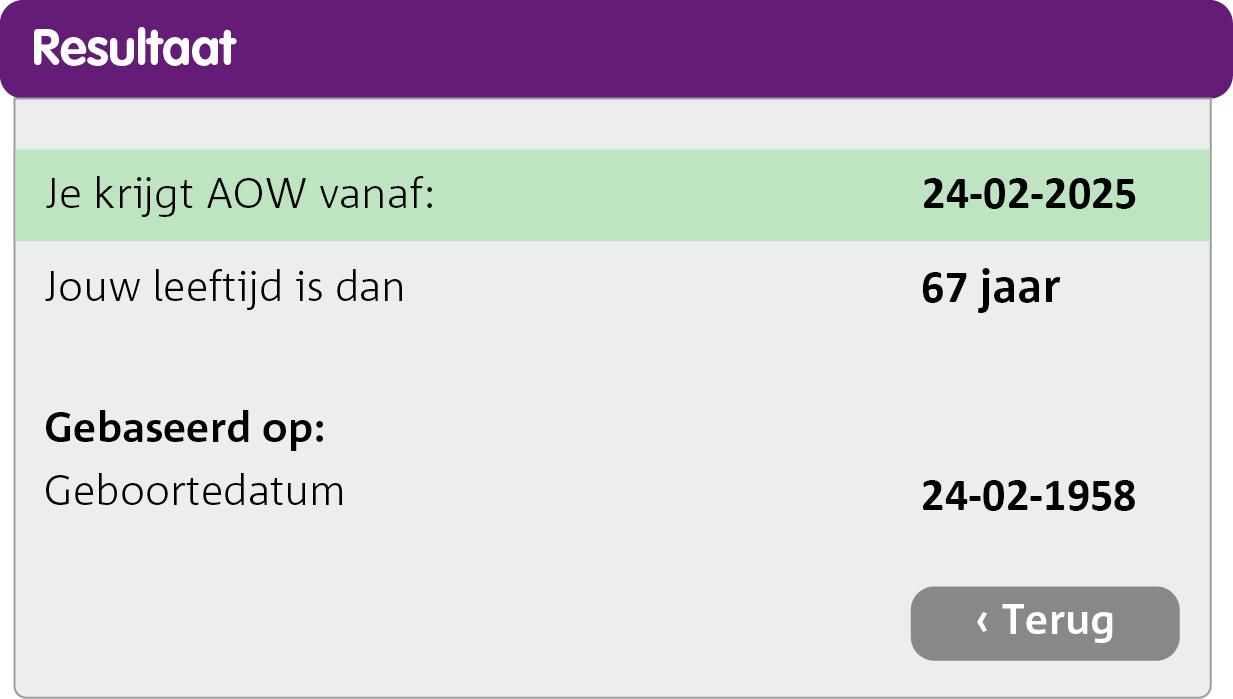 Resultaat
Je krijgt AOW vanaf: 24-02-2025
Jouw leeftijd is dan 67 jaar
Gebaseerd op:
Geboortedatum 24-02-1958
‹ Terug